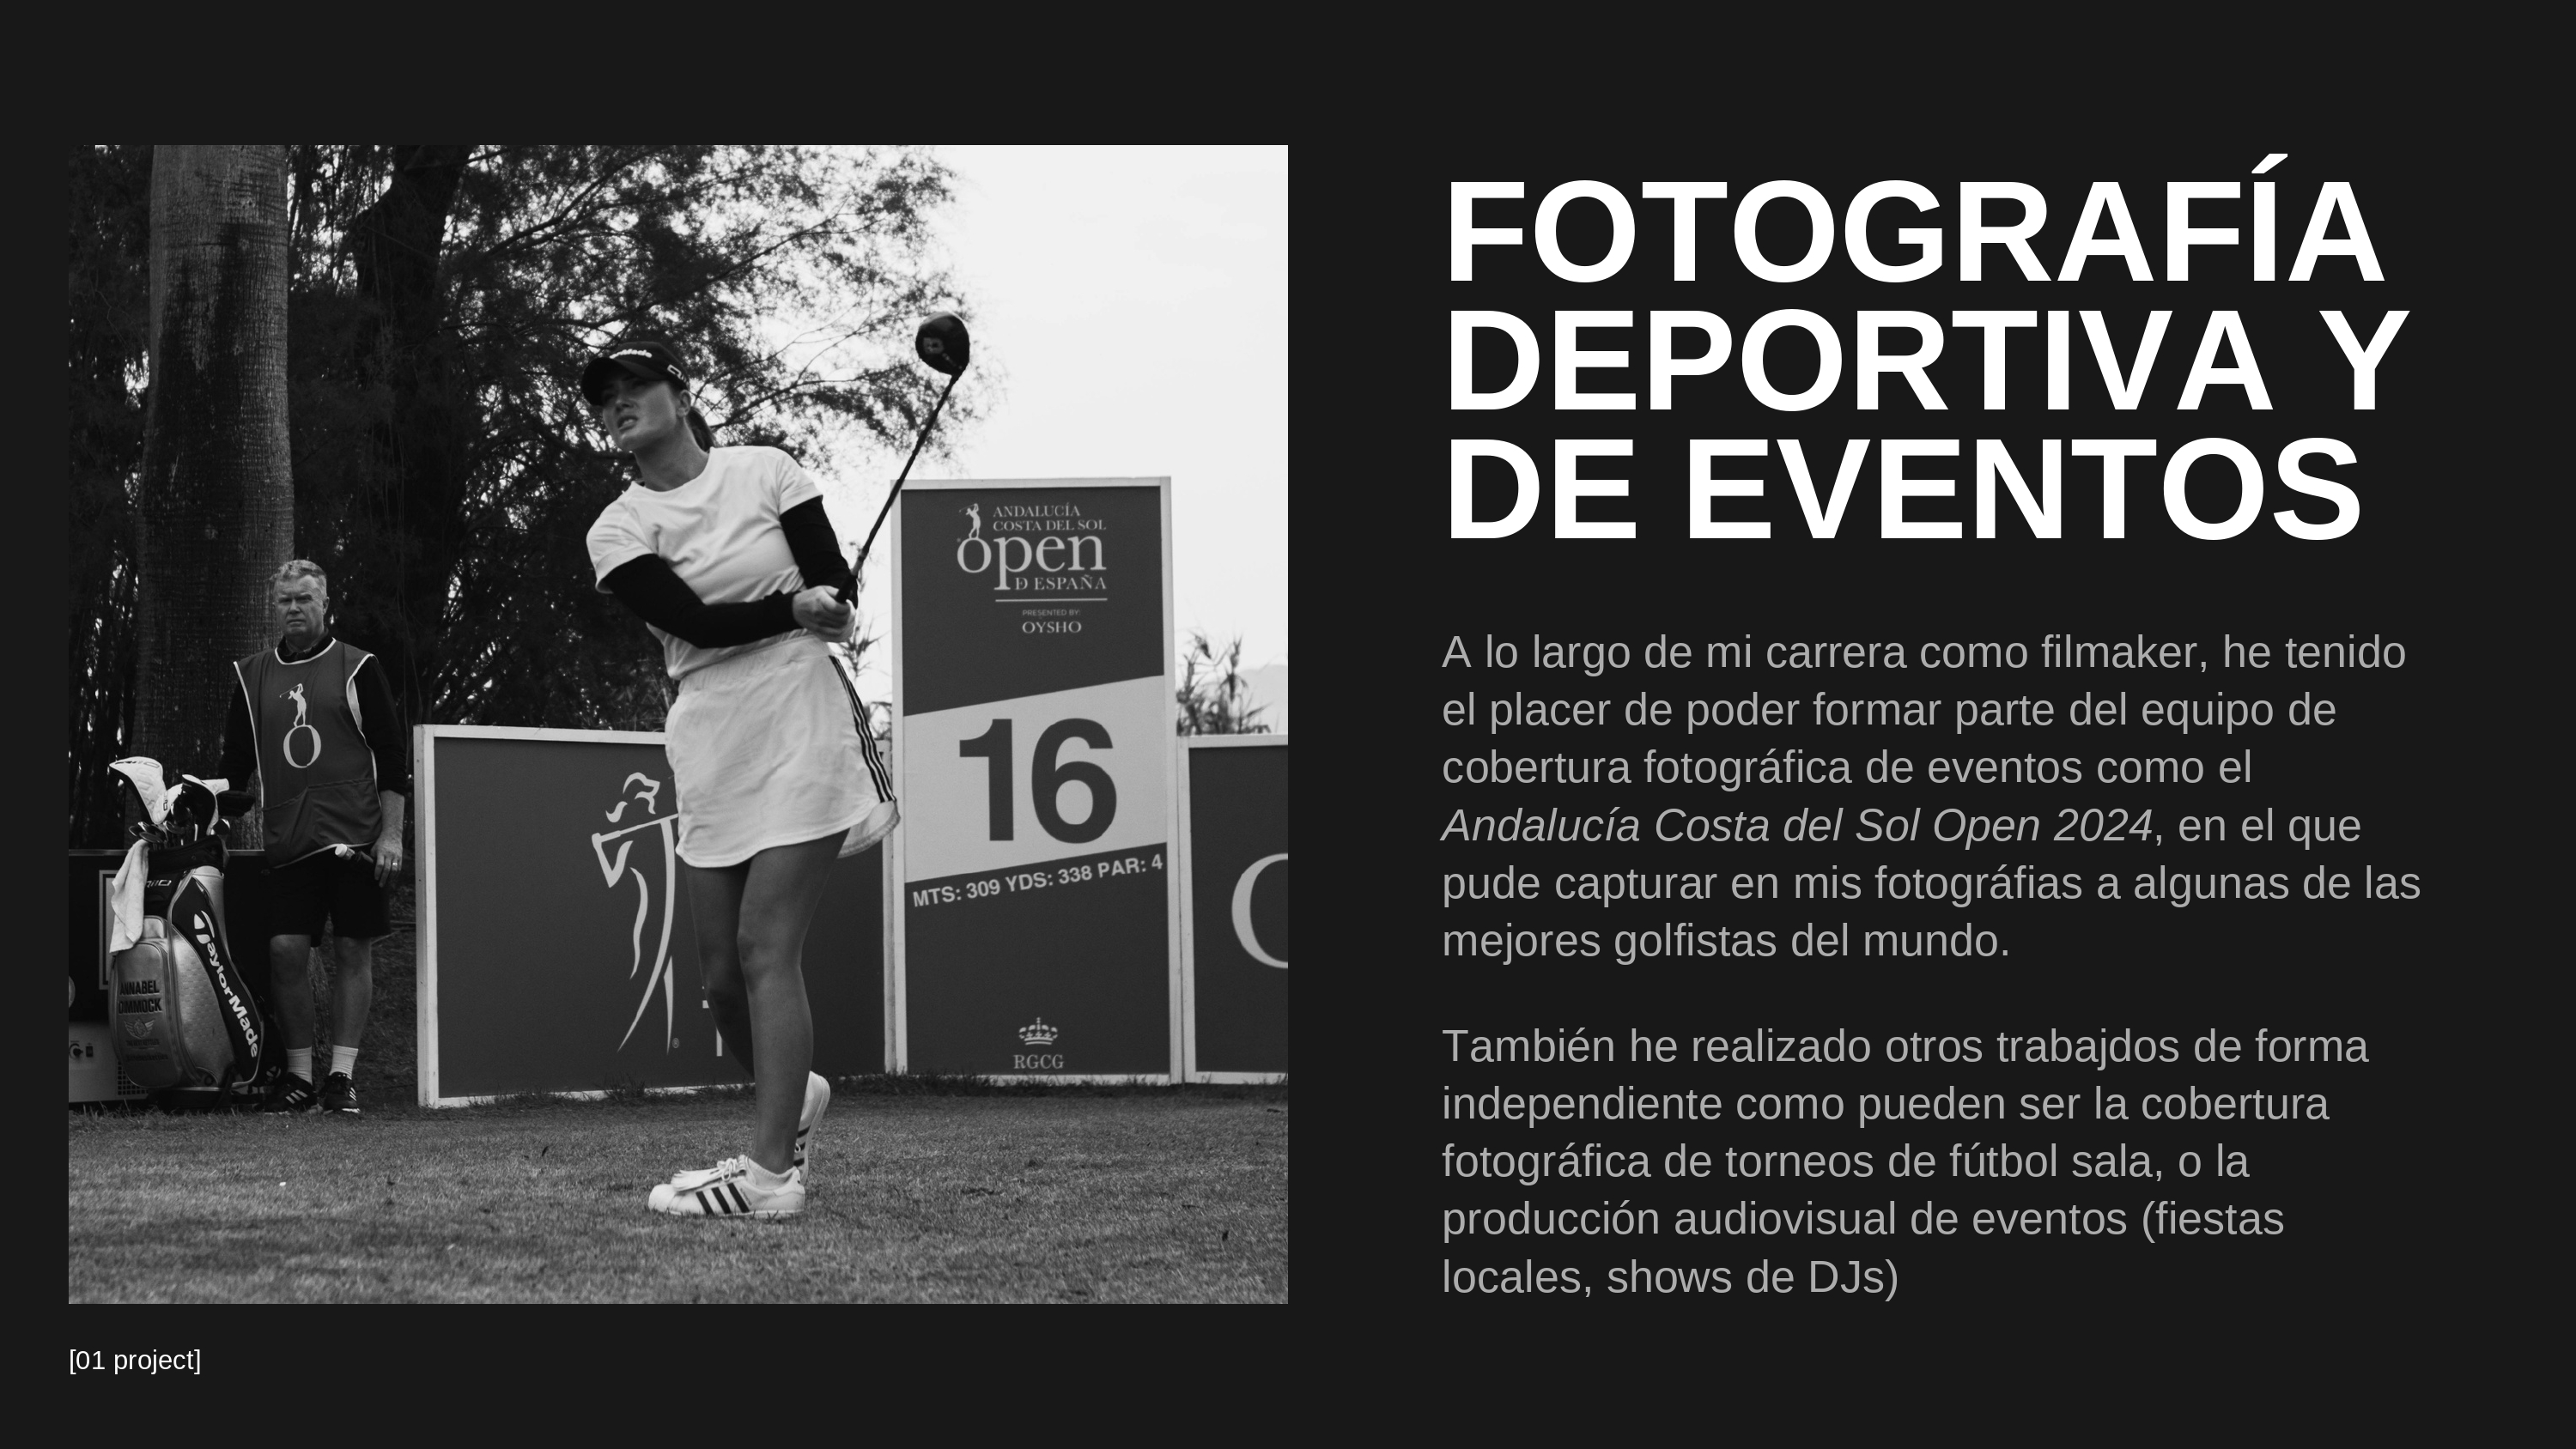 FOTOGRAFÍA
DEPORTIVA Y
DE EVENTOS
A lo largo de mi carrera como filmaker, he tenido
el placer de poder formar parte del equipo de
cobertura fotográfica de eventos como el
Andalucía Costa del Sol Open 2024, en el que
pude capturar en mis fotográfias a algunas de las
mejores golfistas del mundo.
También he realizado otros trabajdos de forma
independiente como pueden ser la cobertura
fotográfica de torneos de fútbol sala, o la
producción audiovisual de eventos (fiestas
locales, shows de DJs)
ANDALUCÍA
COSTA DEL SOL
open
D ESPAÑA
PRESENTED BY:
OYSHO
16
MTS: 309 YDS: 338 PAR: 4
RGCG
O
TaylorMade
ANNABEL
[01 project]